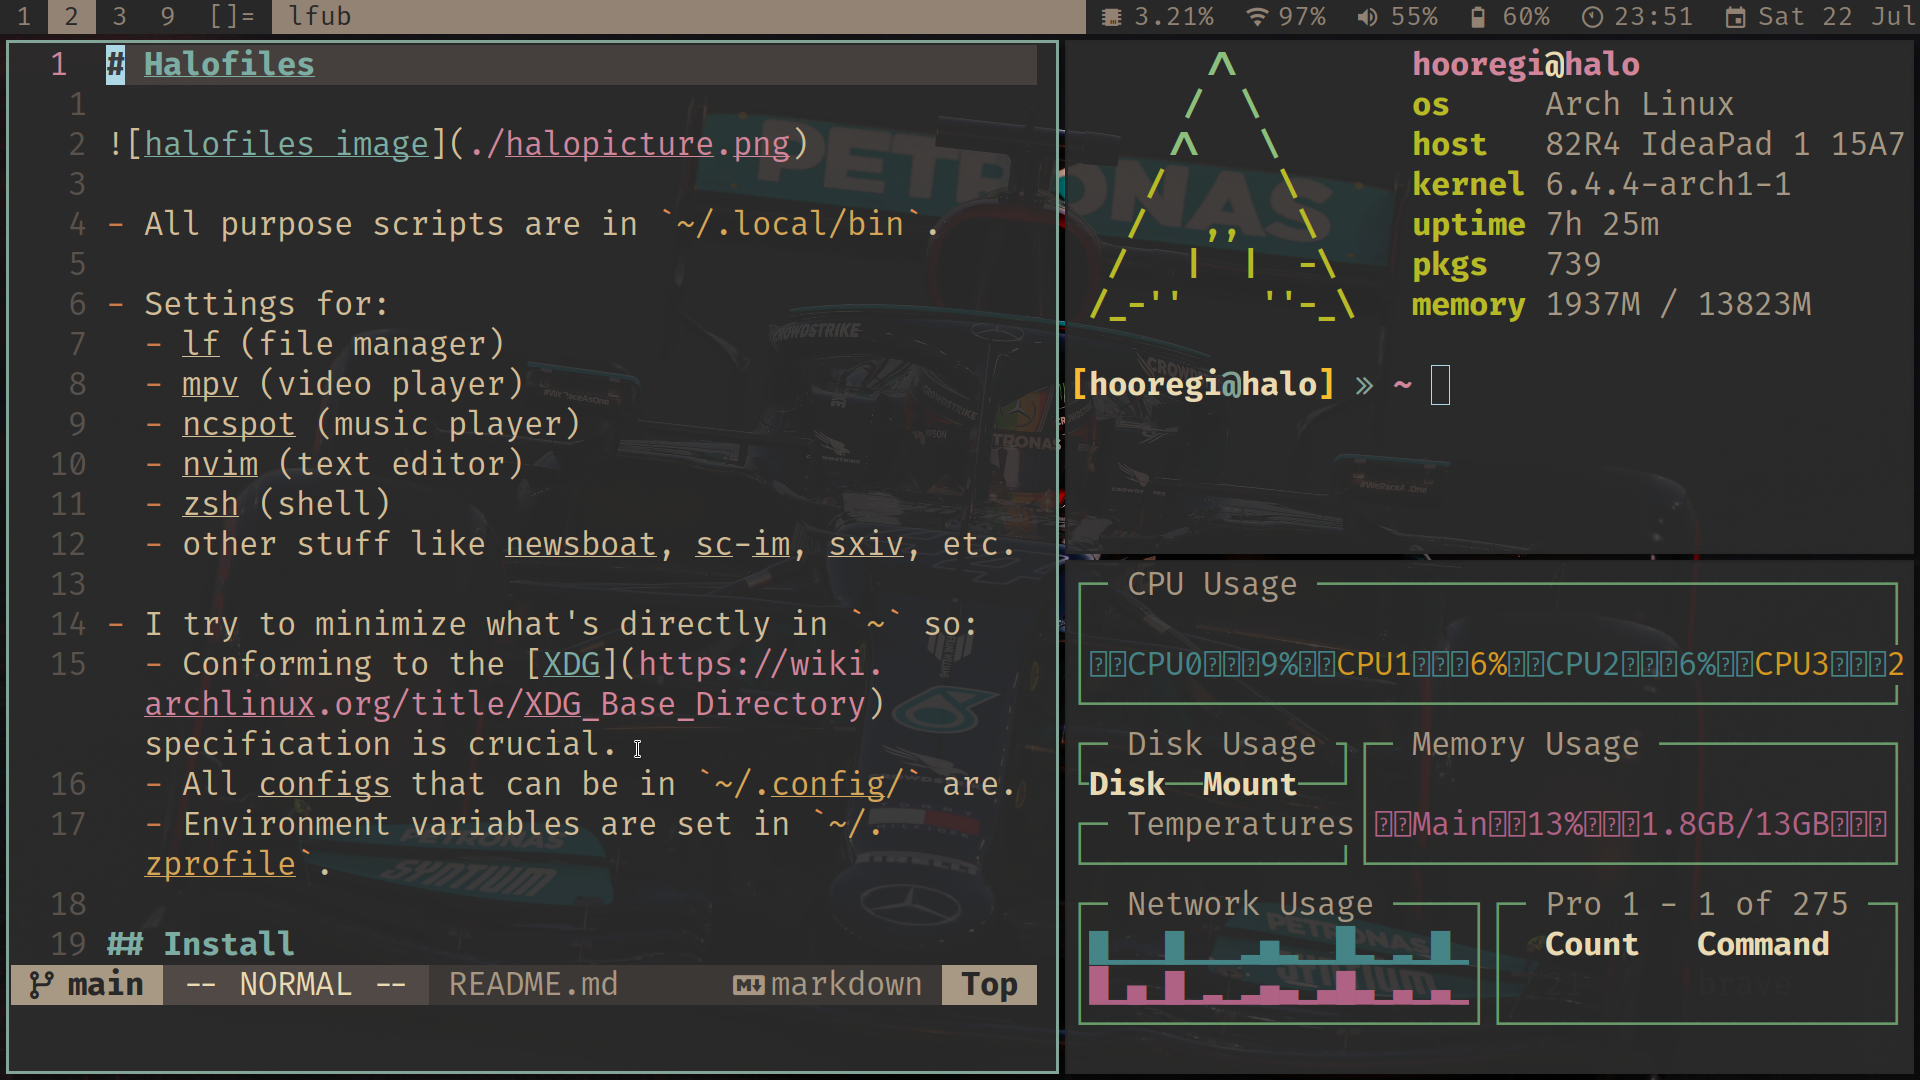 1 2 3 9 []= lfub 3.21% 97% 55% 60% 23:51 Sat 22 Jul
1 # Halofiles
1
2 ![halofiles image](./halopicture.png)
3
4 - All purpose scripts are in `~/.local/bin`.
5
6 - Settings for:
7 - lf (file manager)
8 - mpv (video player)
9 - ncspot (music player)
10 - nvim (text editor)
11 - zsh (shell)
12 - other stuff like newsboat, sc-im, sxiv, etc.
13
14 - I try to minimize what's directly in `~` so:
15 - Conforming to the [XDG](https://wiki.
archlinux.org/title/XDG_Base_Directory)
specification is crucial.
16 - All configs that can be in `~/.config/` are.
17 - Environment variables are set in `~/.
zprofile`.
18
19 ## Install
main -- NORMAL -- README.md markdown Top
hooregi@halo
os Arch Linux
host 82R4 IdeaPad 1 15A7
kernel 6.4.4-arch1-1
uptime 7h 25m
pkgs 739
memory 1937M / 13823M
[hooregi@halo] » ~
CPU Usage
CPU0 9% CPU1 6% CPU2 6% CPU3 2
Disk Usage
Disk Mount
Temperatures
Memory Usage
Main 13% 1.8GB/13GB
Network Usage
Pro 1 - 1 of 275
Count Command
21 brave
PETRONAS
CROWDSTRIKE
PETRONAS
SYNTIUM